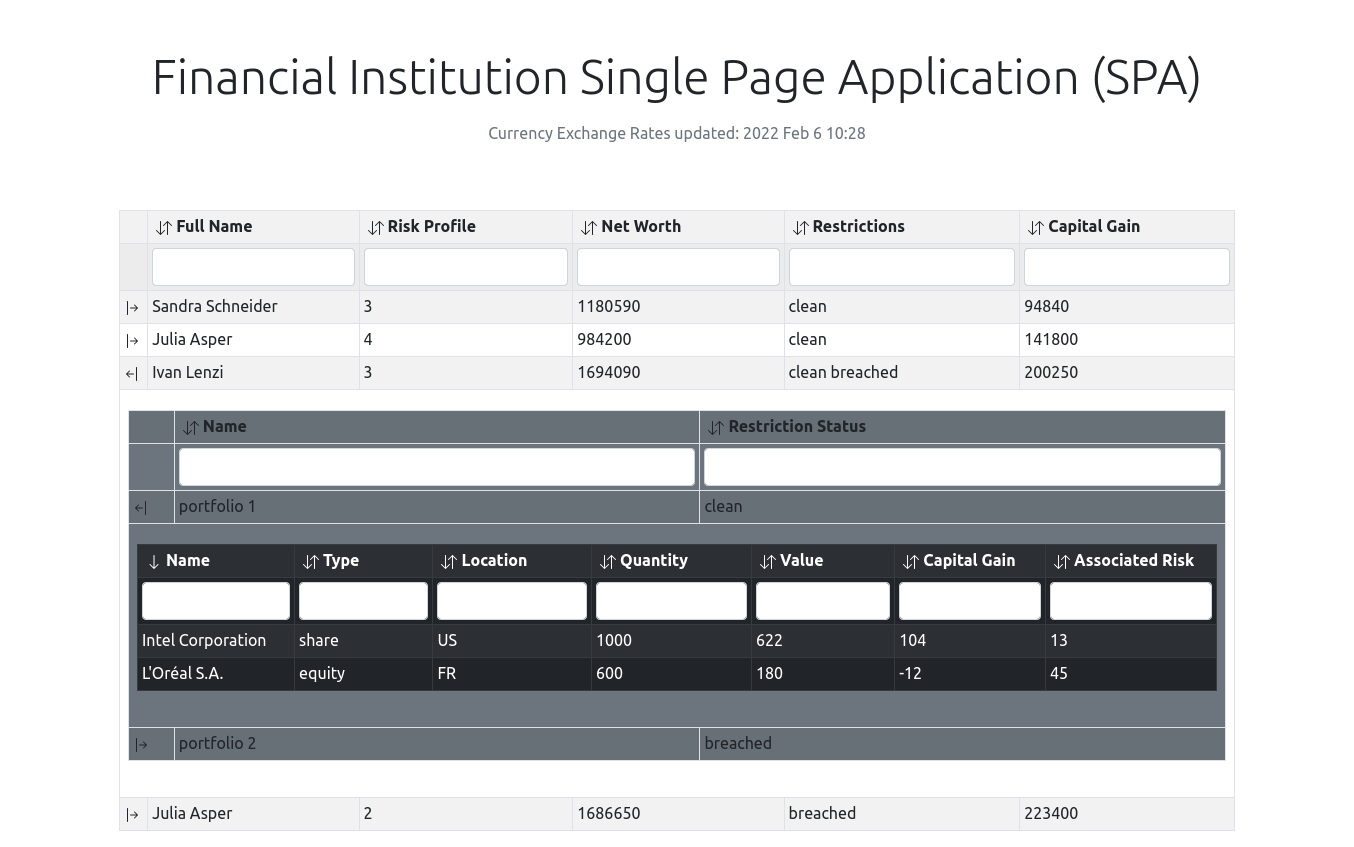 Financial Institution Single Page Application (SPA)
Currency Exchange Rates updated: 2022 Feb 6 10:28
Full Name Risk Profile Net Worth Restrictions Capital Gain
Sandra Schneider 3 1180590 clean 94840
Julia Asper 4 984200 clean 141800
Ivan Lenzi 3 1694090 clean breached 200250
Name Restriction Status
portfolio 1 clean
Name Type Location Quantity Value Capital Gain Associated Risk
Intel Corporation share US 1000 622 104 13
L'Oréal S.A. equity FR 600 180 -12 45
portfolio 2 breached
Julia Asper 2 1686650 breached 223400